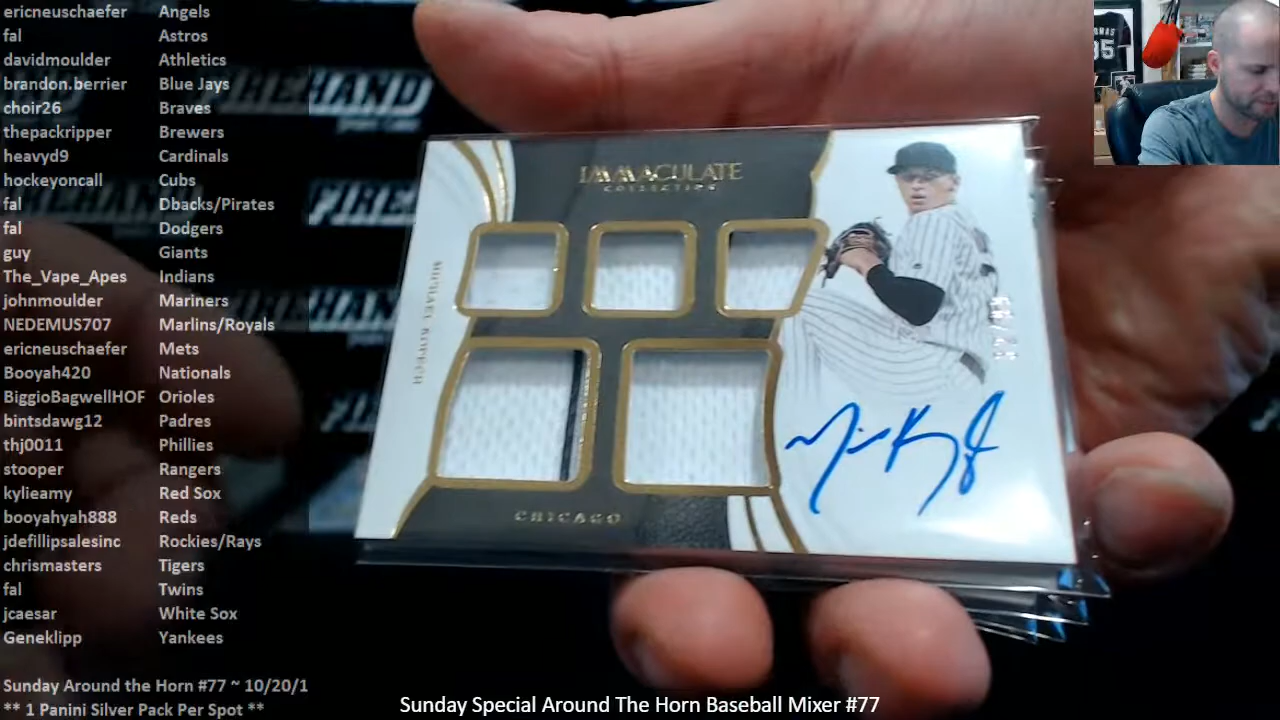 ericneuschaefer Angels
fal Astros
davidmoulder Athletics
brandon.berrier Blue Jays
choir26 Braves
thepackripper Brewers
heavyd9 Cardinals
hockeyoncall Cubs
fal Dbacks/Pirates
fal Dodgers
guy Giants
The_Vape_Apes Indians
johnmoulder Mariners
NEDEMUS707 Marlins/Royals
ericneuschaefer Mets
Booyah420 Nationals
BiggioBagwellHOF Orioles
bintsdawg12 Padres
thj0011 Phillies
stooper Rangers
kylieamy Red Sox
booyahyah888 Reds
jdefillipsalesinc Rockies/Rays
chrismasters Tigers
fal Twins
jcaesar White Sox
Geneklipp Yankees
Sunday Around the Horn #77 ~ 10/20/1
** 1 Panini Silver Pack Per Spot **
IMMACULATE
COLLECTION
MICHAEL KOPECH
CHICAGO
FIREHAND
Sunday Special Around The Horn Baseball Mixer #77